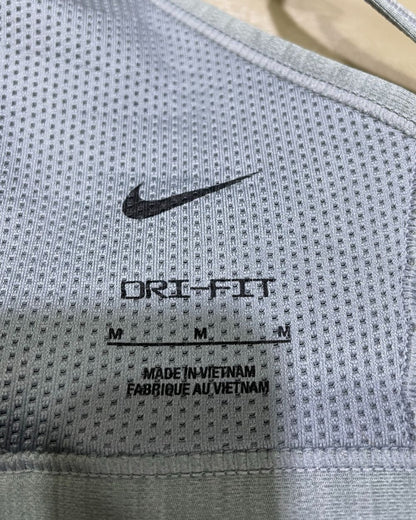 DRI-FIT
M M M
MADE IN VIETNAM
FABRIQUE AU VIETNAM